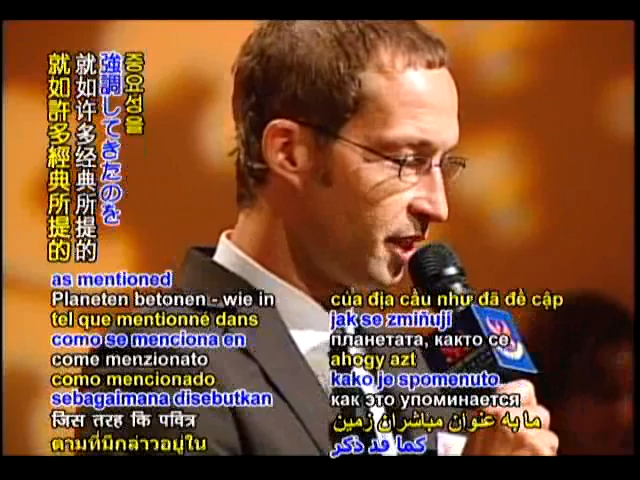 중요성을
強調してきたのを
就如许多经典所提的
就如許多經典所提的
as mentioned
Planeten betonen - wie in
tel que mentionné dans
como se menciona en
come menzionato
como mencionado
sebagaimana disebutkan
जिस तरह कि पवित्र
ตามที่มีกล่าวอยู่ใน
của địa cầu như đã đề cập
jak se zmiňují
планетата, както се
ahogy azt
kako je spomenuto
как это упоминается
ما به عنوان مباشران زمین
كما قد ذكر